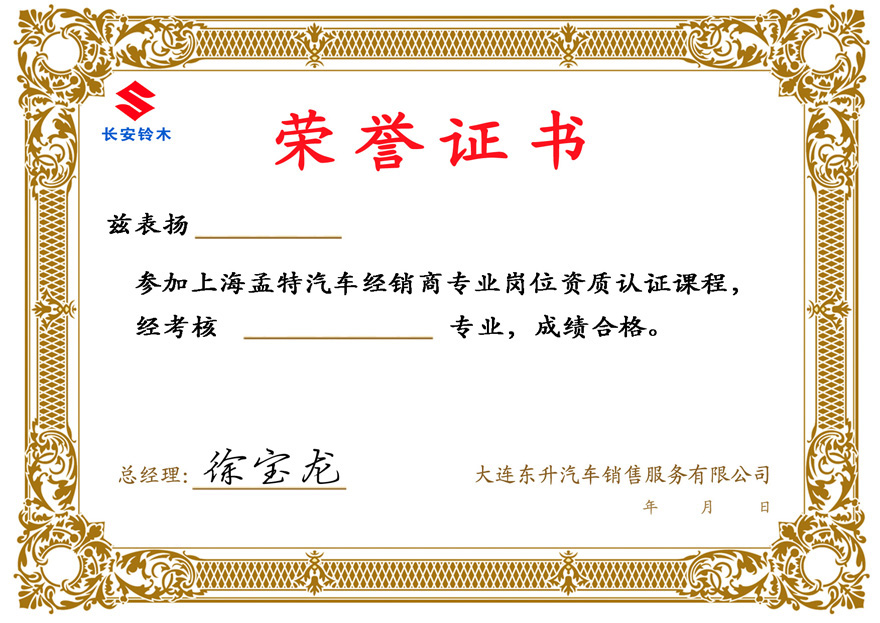 长安铃木
荣誉证书
兹表扬
参加上海孟特汽车经销商专业岗位资质认证课程，
经考核 专业，成绩合格。
总经理：徐宝龙
大连东升汽车销售服务有限公司
年 月 日